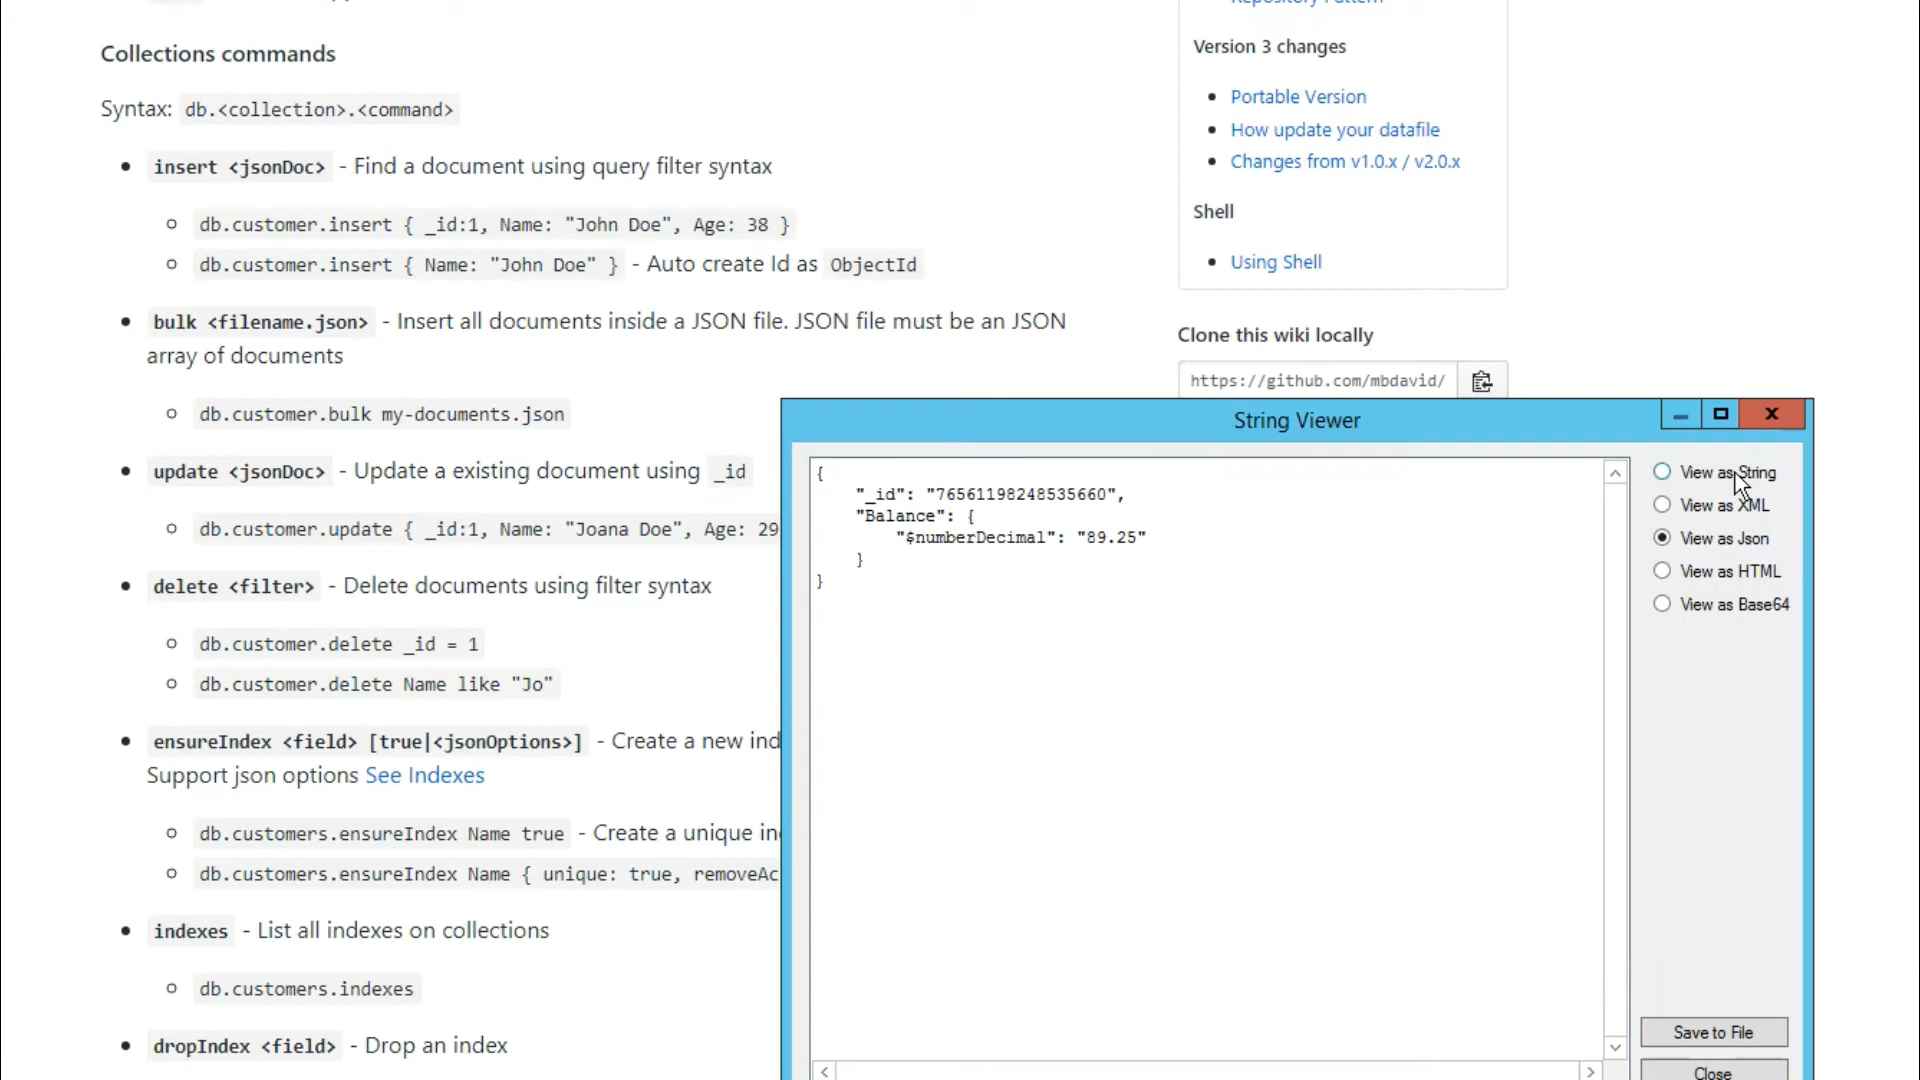 Collections commands
Syntax: db.<collection>.<command>
insert <jsonDoc> - Find a document using query filter syntax
db.customer.insert { _id:1, Name: "John Doe", Age: 38 }
db.customer.insert { Name: "John Doe" } - Auto create Id as ObjectId
bulk <filename.json> - Insert all documents inside a JSON file. JSON file must be an JSON
array of documents
db.customer.bulk my-documents.json
update <jsonDoc> - Update a existing document using _id
db.customer.update { _id:1, Name: "Joana Doe", Age: 29
delete <filter> - Delete documents using filter syntax
db.customer.delete _id = 1
db.customer.delete Name like "Jo"
ensureIndex <field> [true|<jsonOptions>] - Create a new ind
Support json options See Indexes
db.customers.ensureIndex Name true - Create a unique in
db.customers.ensureIndex Name { unique: true, removeAc
indexes - List all indexes on collections
db.customers.indexes
dropIndex <field> - Drop an index
Repository Pattern
Version 3 changes
Portable Version
How update your datafile
Changes from v1.0.x / v2.0.x
Shell
Using Shell
Clone this wiki locally
https://github.com/mbdavid/
String Viewer
{
"_id": "76561198248535660",
"Balance": {
"$numberDecimal": "89.25"
}
}
View as String
View as XML
View as Json
View as HTML
View as Base64
Save to File
Close